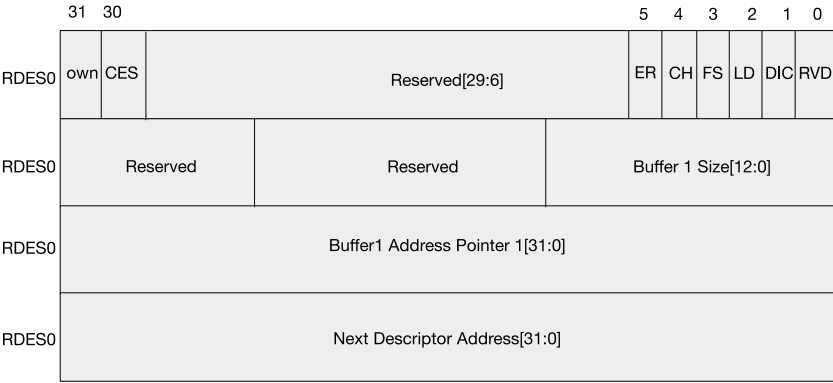 31 30 5 4 3 2 1 0
RDES0 own CES Reserved[29:6] ER CH FS LD DIC RVD
RDES0 Reserved Reserved Buffer 1 Size[12:0]
RDES0 Buffer1 Address Pointer 1[31:0]
RDES0 Next Descriptor Address[31:0]